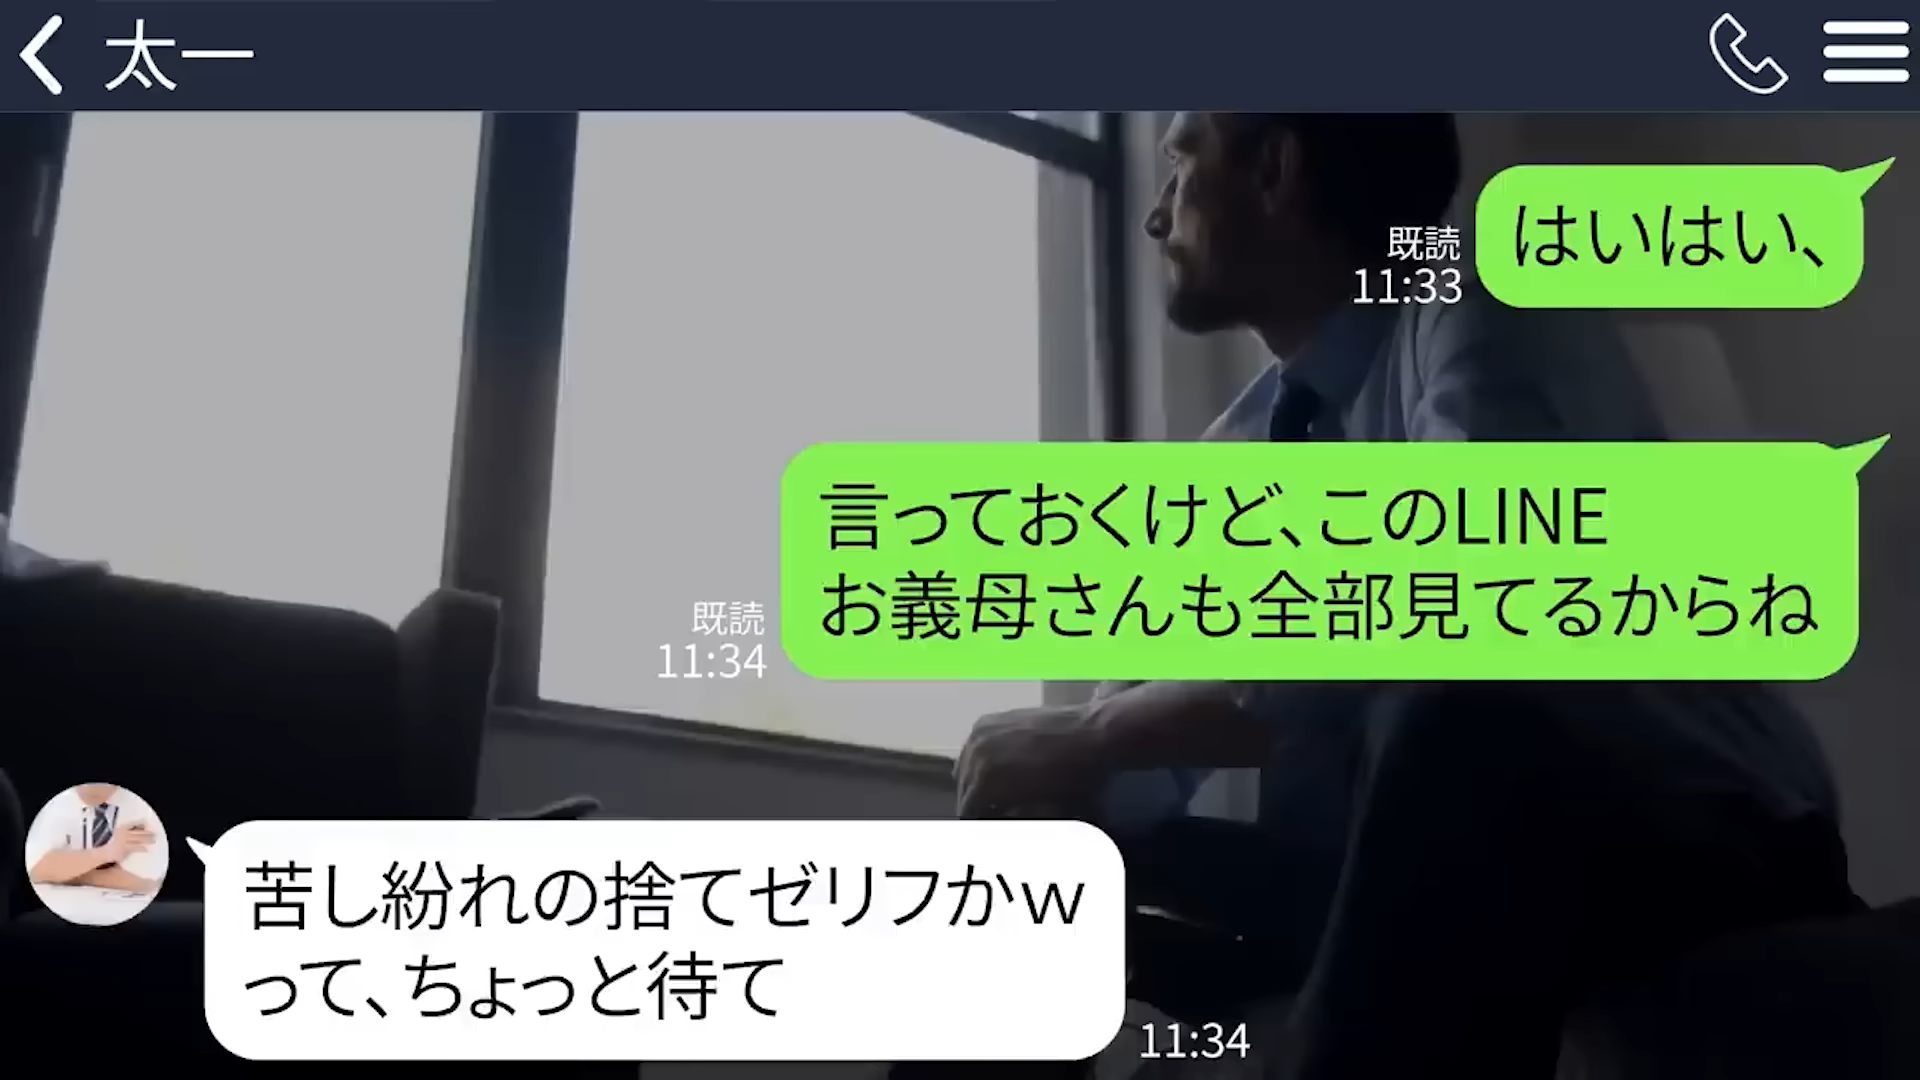 太一
はいはい、
既読
11:33
言っておくけど、このLINE
お義母さんも全部見てるからね
既読
11:34
苦し紛れの捨てゼリフかｗ
って、ちょっと待て
11:34